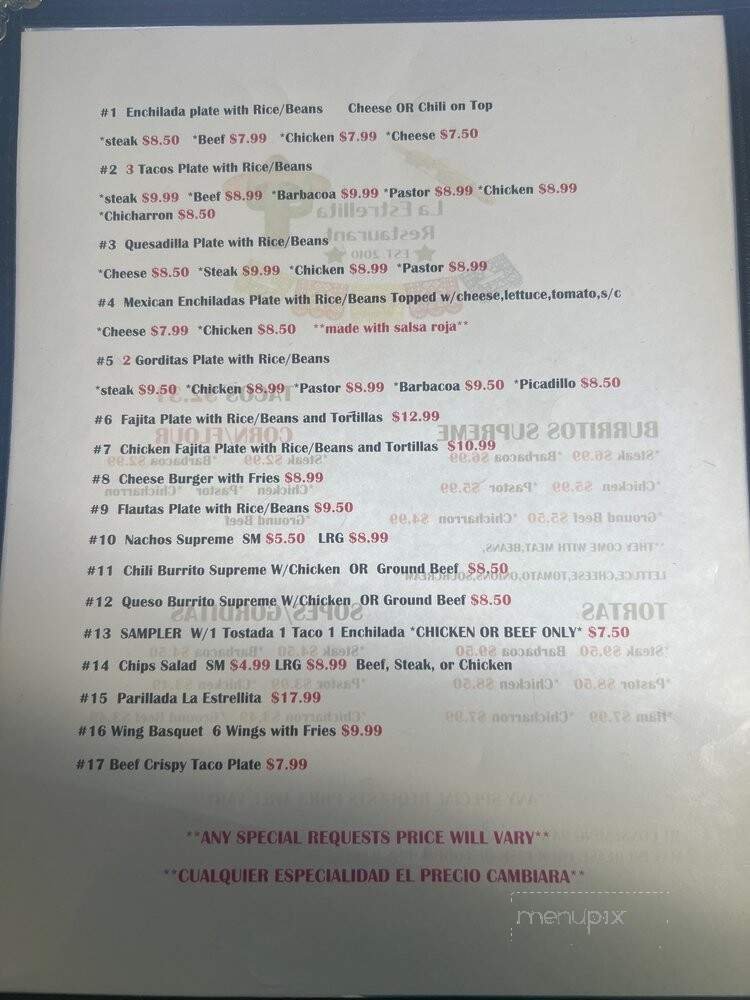 #1 Enchilada plate with Rice/Beans Cheese OR Chili on Top
*steak $8.50 *Beef $7.99 *Chicken $7.99 *Cheese $7.50
#2 3 Tacos Plate with Rice/Beans
*steak $9.99 *Beef $8.99 *Barbacoa $9.99 *Pastor $8.99 *Chicken $8.99
*Chicharron $8.50
#3 Quesadilla Plate with Rice/Beans
*Cheese $8.50 *Steak $9.99 *Chicken $8.99 *Pastor $8.99
#4 Mexican Enchiladas Plate with Rice/Beans Topped w/cheese,lettuce,tomato,s/c
*Cheese $7.99 *Chicken $8.50 **made with salsa roja**
#5 2 Gorditas Plate with Rice/Beans
*steak $9.50 *Chicken $8.99 *Pastor $8.99 *Barbacoa $9.50 *Picadillo $8.50
#6 Fajita Plate with Rice/Beans and Tortillas $12.99
#7 Chicken Fajita Plate with Rice/Beans and Tortillas $10.99
#8 Cheese Burger with Fries $8.99
#9 Flautas Plate with Rice/Beans $9.50
#10 Nachos Supreme SM $5.50 LRG $8.99
#11 Chili Burrito Supreme W/Chicken OR Ground Beef $8.50
#12 Queso Burrito Supreme W/Chicken OR Ground Beef $8.50
#13 SAMPLER W/1 Tostada 1 Taco 1 Enchilada *CHICKEN OR BEEF ONLY* $7.50
#14 Chips Salad SM $4.99 LRG $8.99 Beef, Steak, or Chicken
#15 Parillada La Estrellita $17.99
#16 Wing Basquet 6 Wings with Fries $9.99
#17 Beef Crispy Taco Plate $7.99
**ANY SPECIAL REQUESTS PRICE WILL VARY**
**CUALQUIER ESPECIALIDAD EL PRECIO CAMBIARA**
menupix